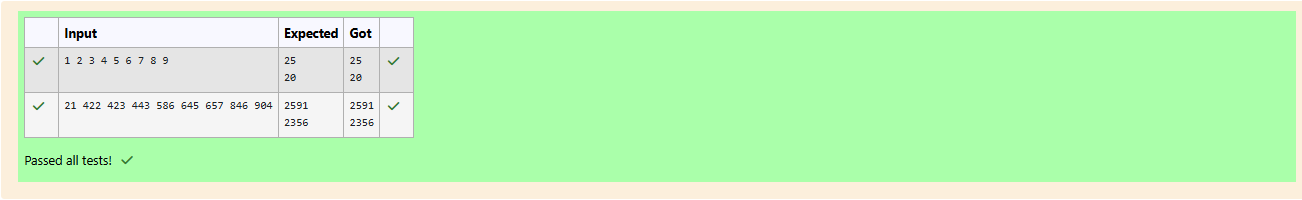 Input Expected Got
1 2 3 4 5 6 7 8 9 25 25
20 20
21 422 423 443 586 645 657 846 904 2591 2591
2356 2356
Passed all tests!